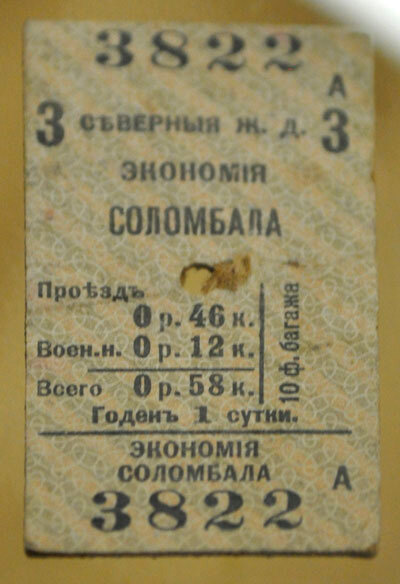 3822
А
3 СѢВЕРНЫЯ Ж. Д. 3
ЭКОНОМІЯ
СОЛОМБАЛА
Проѣздъ
0 р. 46 к.
Воен.н. 0 р. 12 к.
Всего 0 р. 58 к.
10 ф. багажа
Годенъ 1 сутки.
ЭКОНОМІЯ
СОЛОМБАЛА
А
3822